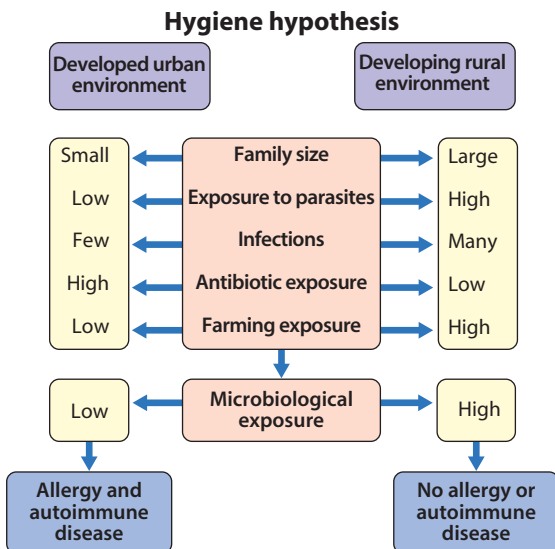 Hygiene hypothesis
Developed urban
environment
Developing rural
environment
Small
Family size
Large
Low
Exposure to parasites
High
Few
Infections
Many
High
Antibiotic exposure
Low
Low
Farming exposure
High
Low
Microbiological
exposure
High
Allergy and
autoimmune
disease
No allergy or
autoimmune
disease